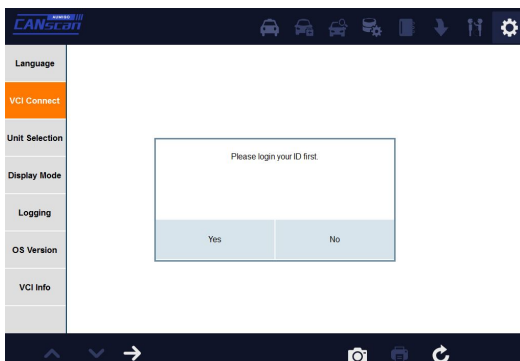 CANscan
Language
VCI Connect
Unit Selection
Display Mode
Logging
OS Version
VCI Info
Please login your ID first.
Yes
No